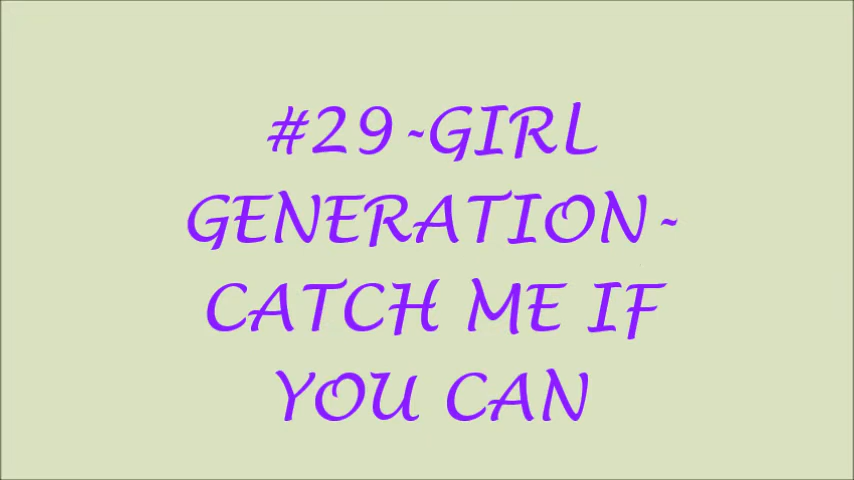 #29-GIRL
GENERATION-
CATCH ME IF
YOU CAN